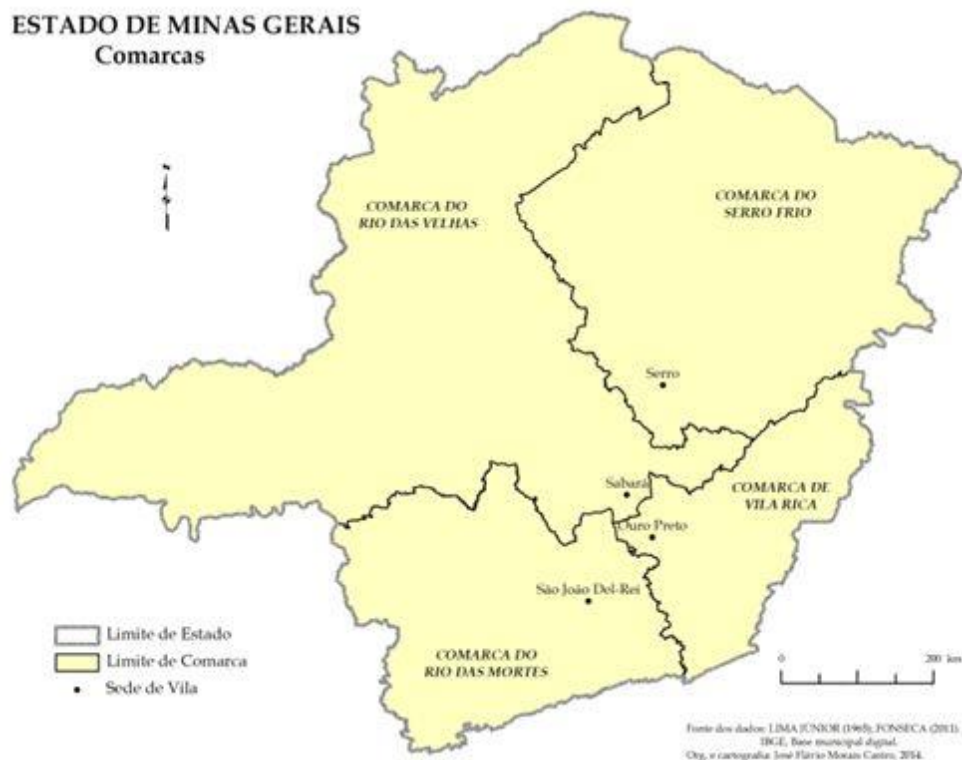 ESTADO DE MINAS GERAIS
Comarcas
N
COMARCA DO
RIO DAS VELHAS
COMARCA DO
SERRO FRIO
Serro
Sabará
COMARCA DE
VILA RICA
Ouro Preto
São João Del-Rei
COMARCA DO
RIO DAS MORTES
Limite de Estado
Limite de Comarca
Sede de Vila
0 200 km
Fonte dos dados: LIMA JÚNIOR (1965), FONSECA (2011).
IBGE, Base municipal digital.
Org. e cartografia: José Flávio Morais Castro, 2014.